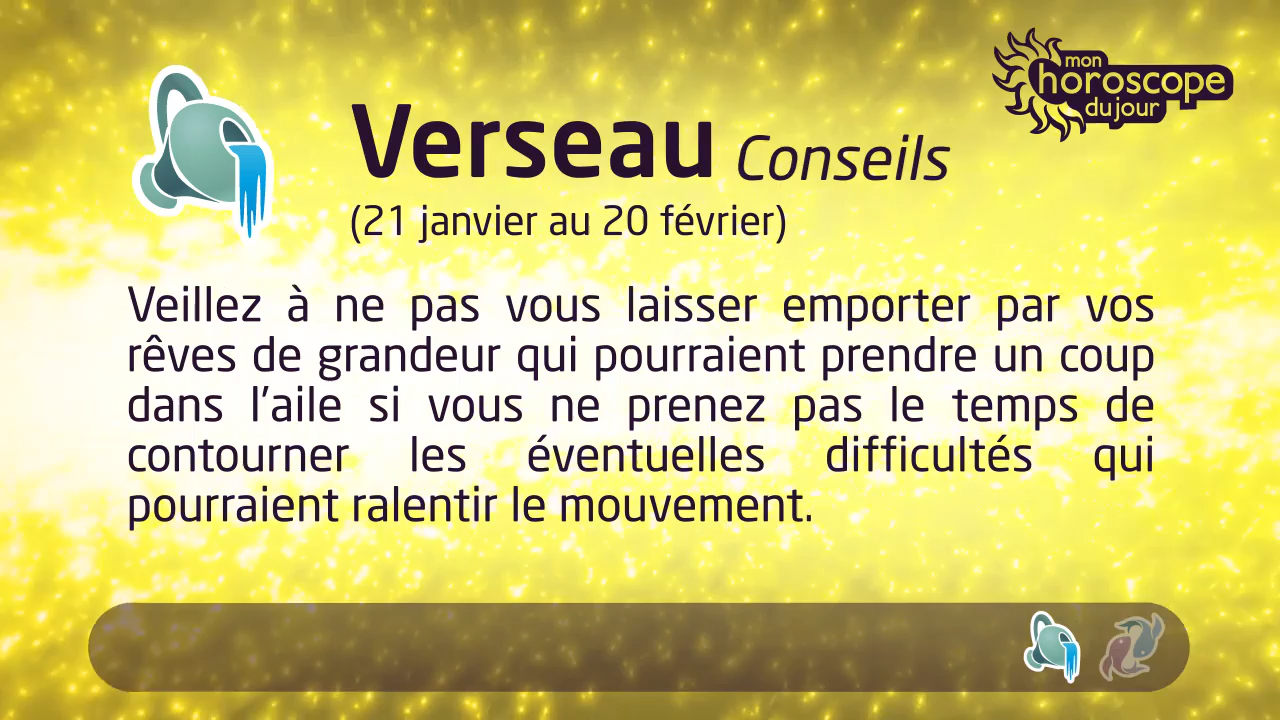 mon
horoscope
du jour
Verseau Conseils
(21 janvier au 20 février)
Veillez à ne pas vous laisser emporter par vos
rêves de grandeur qui pourraient prendre un coup
dans l'aile si vous ne prenez pas le temps de
contourner les éventuelles difficultés qui
pourraient ralentir le mouvement.